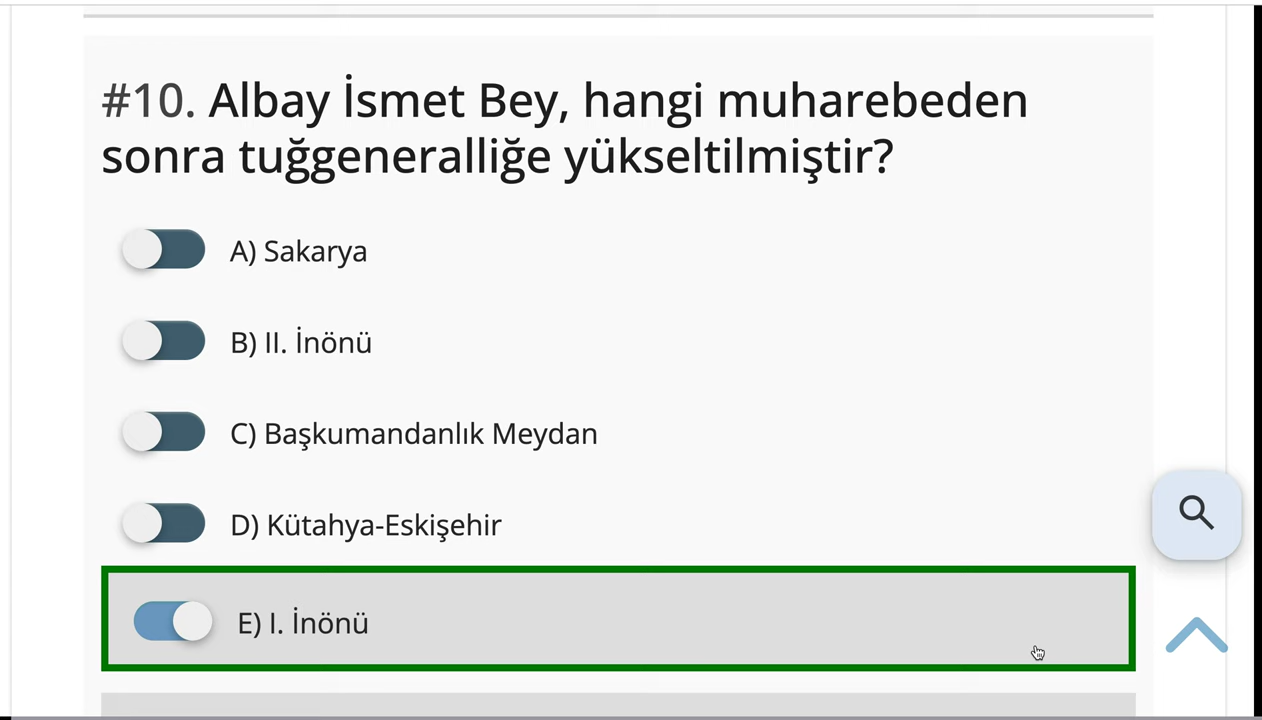 #10. Albay İsmet Bey, hangi muharebeden
sonra tuğgeneralliğe yükseltilmiştir?
A) Sakarya
B) II. İnönü
C) Başkumandanlık Meydan
D) Kütahya-Eskişehir
E) I. İnönü